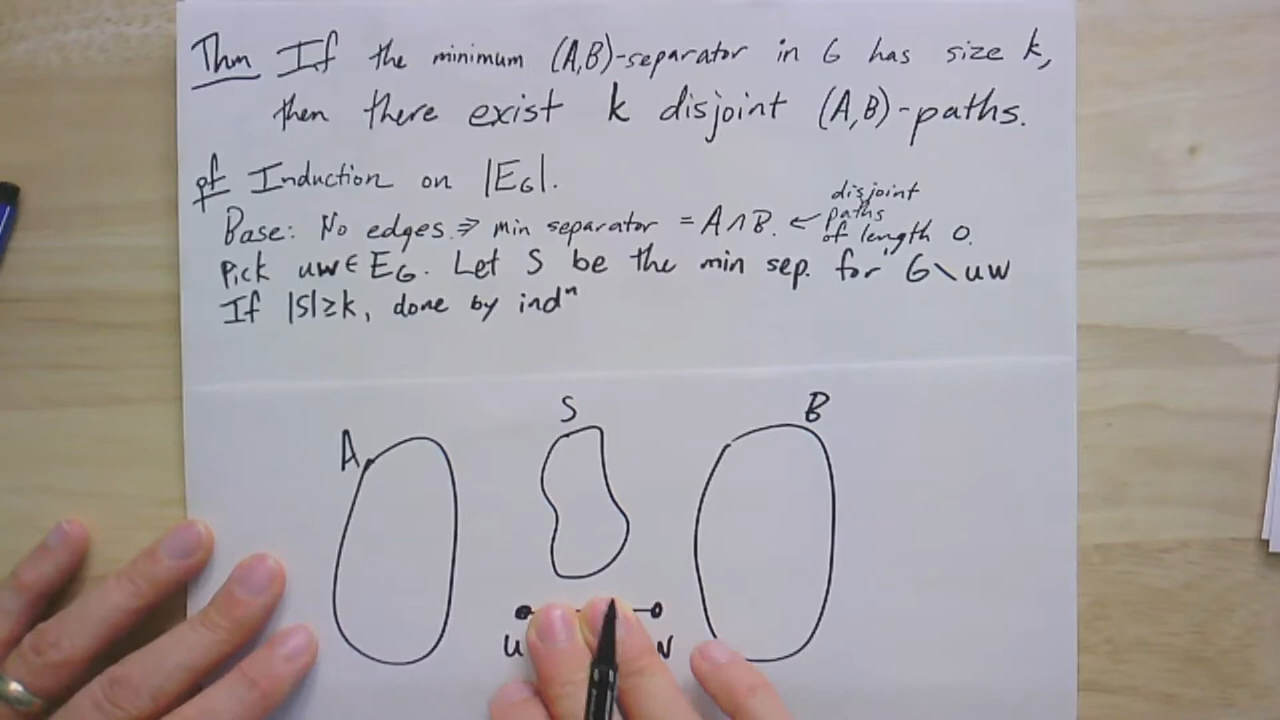 Thm If the minimum (A,B)-separator in G has size k,
then there exist k disjoint (A,B)-paths.
pf Induction on |E_G|.
Base: No edges. ⇒ min separator = A∩B. ← disjoint paths of length 0.
Pick uw ∈ E_G. Let S be the min sep. for G\uw
If |S| ≥ k, done by indⁿ
A
S
B
u